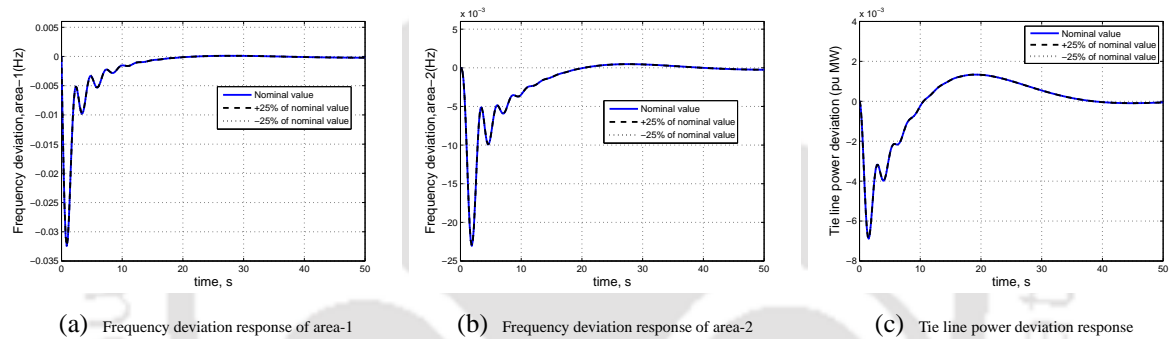 0.005
0
−0.005
−0.01
−0.015
−0.02
−0.025
−0.03
−0.035
Frequency deviation,area−1(Hz)
Nominal value
+25% of nominal value
−25% of nominal value
0 10 20 30 40 50
time, s
(a) Frequency deviation response of area-1
x 10⁻³
5
0
−5
−10
−15
−20
−25
Frequency deviation,area−2(Hz)
Nominal value
+25% of nominal value
−25% of nominal value
0 10 20 30 40 50
time, s
(b) Frequency deviation response of area-2
x 10⁻³
4
2
0
−2
−4
−6
−8
Tie line power deviation (pu MW)
Nominal value
+25% of nominal value
−25% of nominal value
0 10 20 30 40 50
time, s
(c) Tie line power deviation response